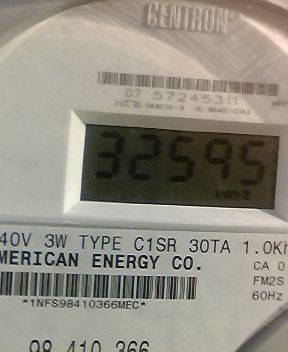 CENTRON®
07 57245311
32595
kWh
40V 3W TYPE C1SR 30TA 1.0Kh
MERICAN ENERGY CO.
CA 0
FM2S
60Hz
*1NFS98410366MEC*
98 410 366